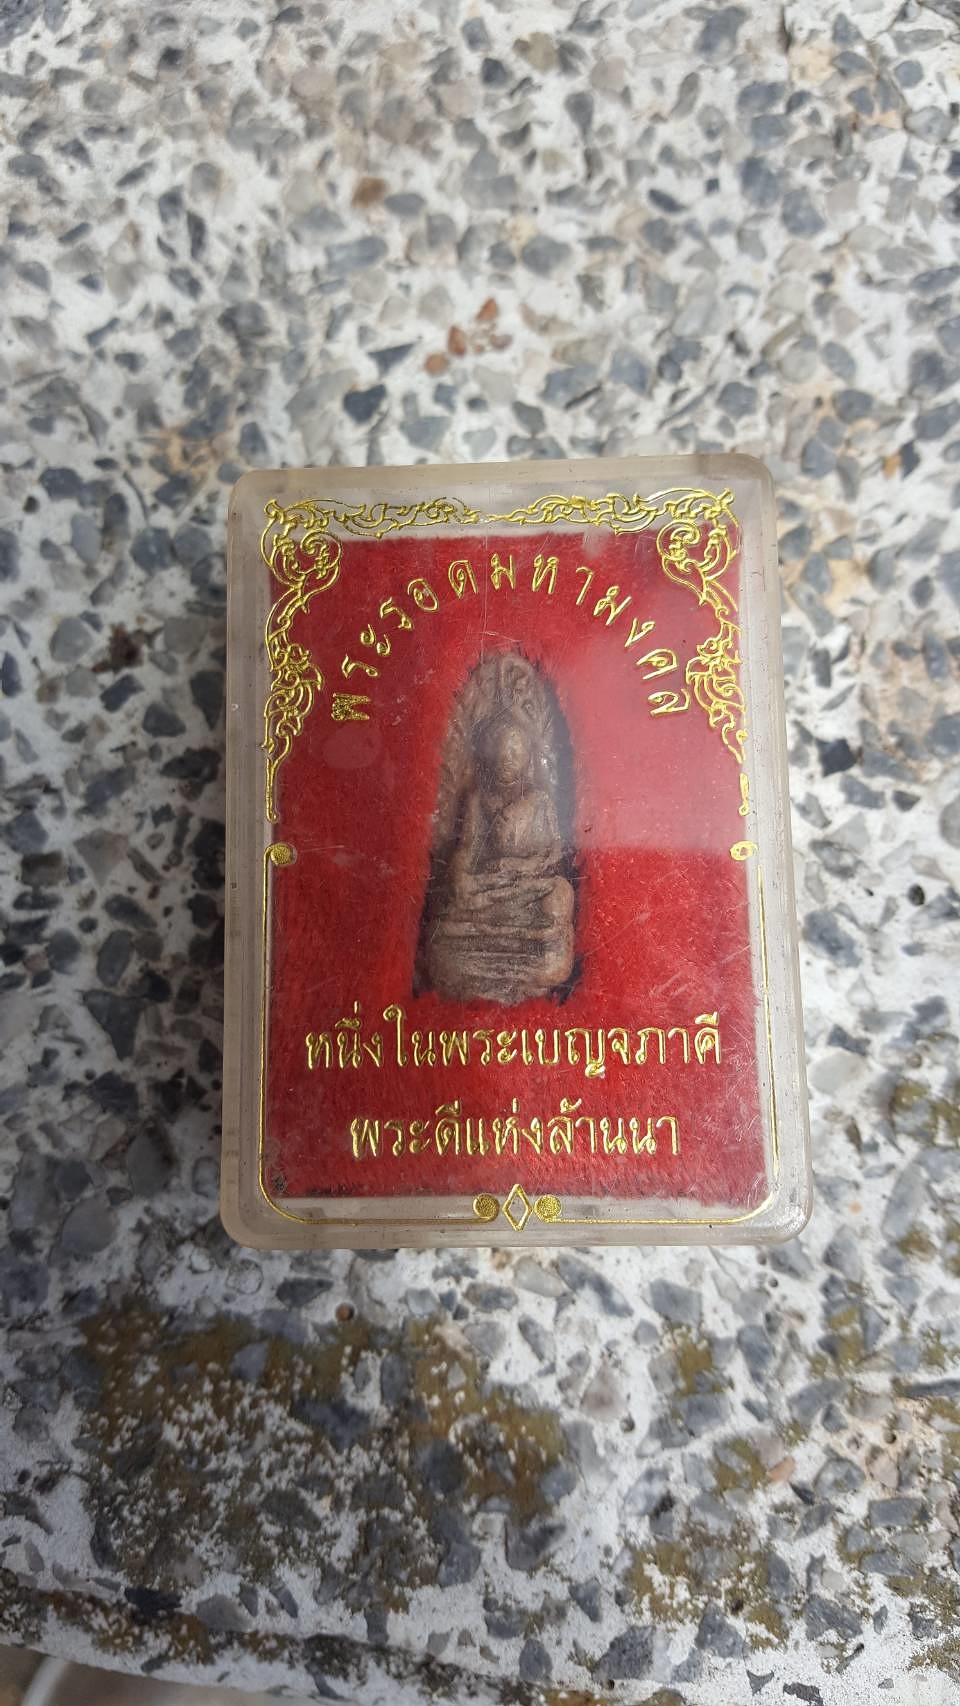 พระรอดมหามงคล
หนึ่งในพระเบญจภาคี
พระดีแห่งล้านนา